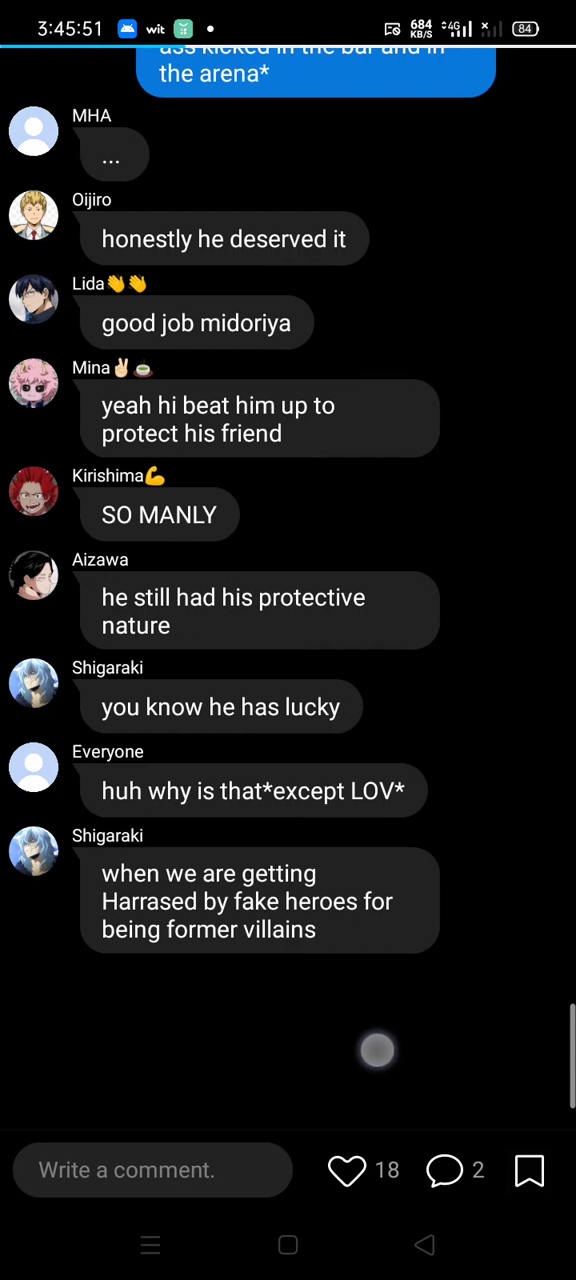 3:45:51 wit 684 KB/S 4G 84
ass kicked in the bar and in
the arena*
MHA
...
Oijiro
honestly he deserved it
Lida👏👏
good job midoriya
Mina✌🏻🍵
yeah hi beat him up to
protect his friend
Kirishima💪
SO MANLY
Aizawa
he still had his protective
nature
Shigaraki
you know he has lucky
Everyone
huh why is that*except LOV*
Shigaraki
when we are getting
Harrased by fake heroes for
being former villains
Write a comment.
18
2